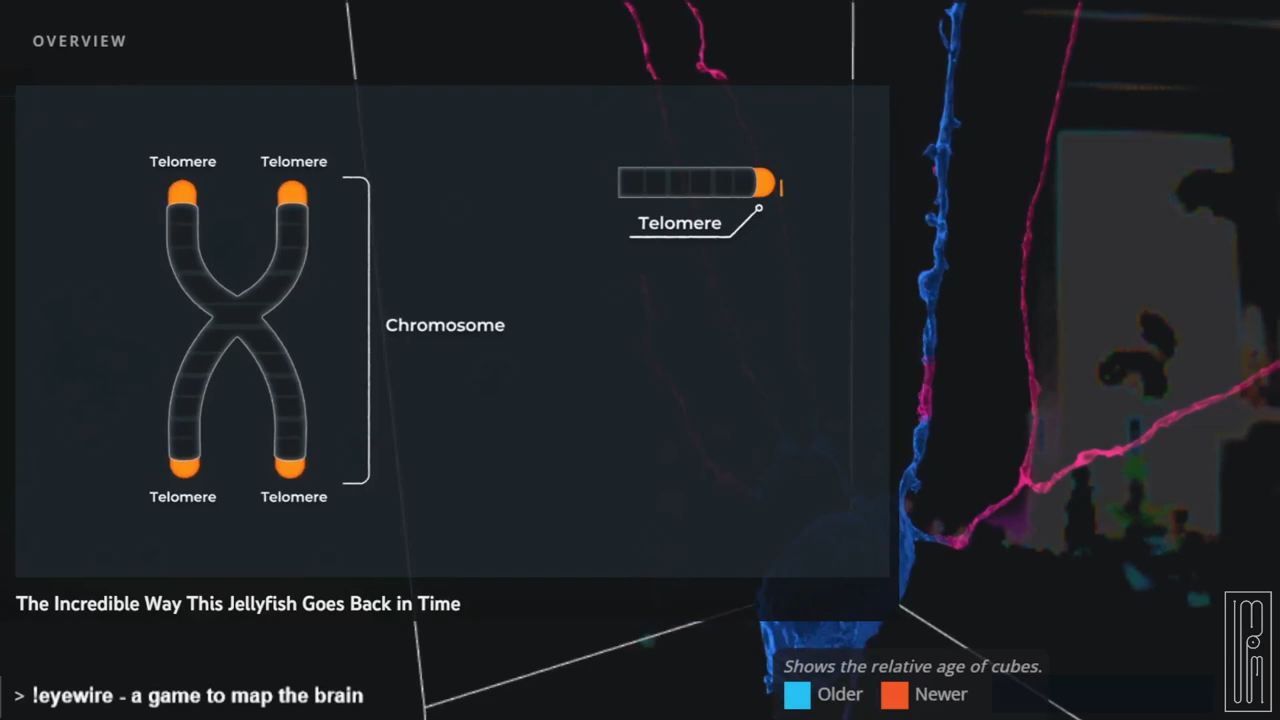 OVERVIEW
Telomere Telomere
Telomere
Chromosome
Telomere Telomere
The Incredible Way This Jellyfish Goes Back in Time
> !eyewire - a game to map the brain
Shows the relative age of cubes.
Older Newer